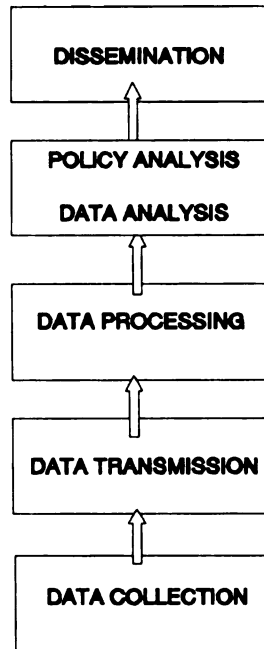 DISSEMINATION
POLICY ANALYSIS
DATA ANALYSIS
DATA PROCESSING
DATA TRANSMISSION
DATA COLLECTION